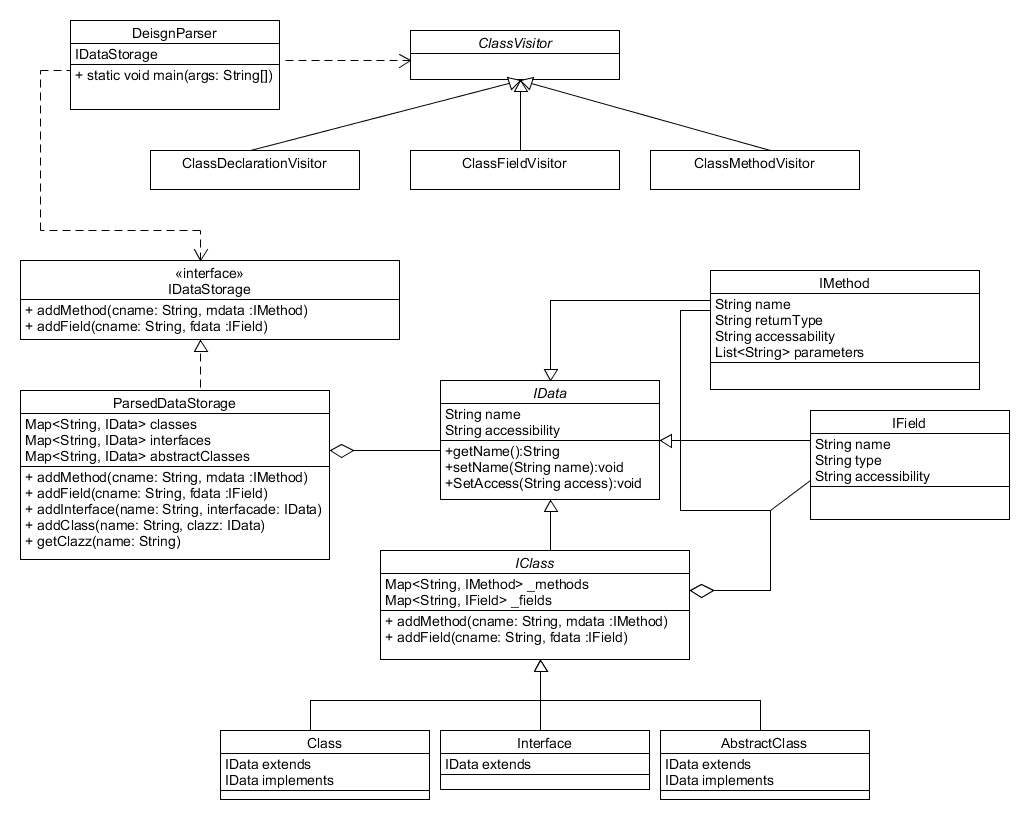 DeisgnParser
IDataStorage
+ static void main(args: String[])
ClassVisitor
ClassDeclarationVisitor
ClassFieldVisitor
ClassMethodVisitor
«interface»
IDataStorage
+ addMethod(cname: String, mdata :IMethod)
+ addField(cname: String, fdata :IField)
IMethod
String name
String returnType
String accessability
List<String> parameters
ParsedDataStorage
Map<String, IData> classes
Map<String, IData> interfaces
Map<String, IData> abstractClasses
+ addMethod(cname: String, mdata :IMethod)
+ addField(cname: String, fdata :IField)
+ addInterface(name: String, interfacade: IData)
+ addClass(name: String, clazz: IData)
+ getClazz(name: String)
IData
String name
String accessibility
+getName():String
+setName(String name):void
+SetAccess(String access):void
IField
String name
String type
String accessibility
IClass
Map<String, IMethod> _methods
Map<String, IField> _fields
+ addMethod(cname: String, mdata :IMethod)
+ addField(cname: String, fdata :IField)
Class
IData extends
IData implements
Interface
IData extends
AbstractClass
IData extends
IData implements